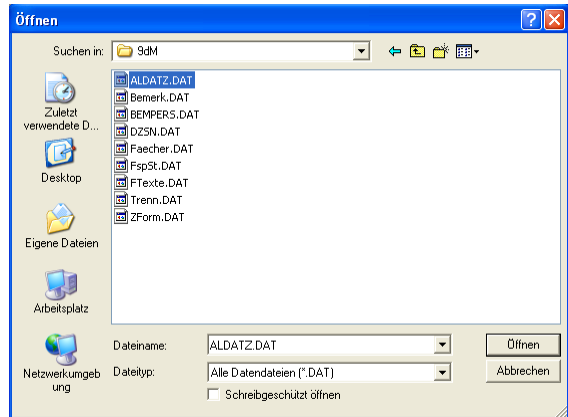 Öffnen
Suchen in:
9dM
Zuletzt
verwendete D...
Desktop
Eigene Dateien
Arbeitsplatz
Netzwerkumgeb
ung
ALDATZ.DAT
Bemerk.DAT
BEMPERS.DAT
DZSN.DAT
Faecher.DAT
FspSt.DAT
FTexte.DAT
Trenn.DAT
ZForm.DAT
Dateiname:
ALDATZ.DAT
Öffnen
Dateityp:
Alle Datendateien (*.DAT)
Abbrechen
Schreibgeschützt öffnen